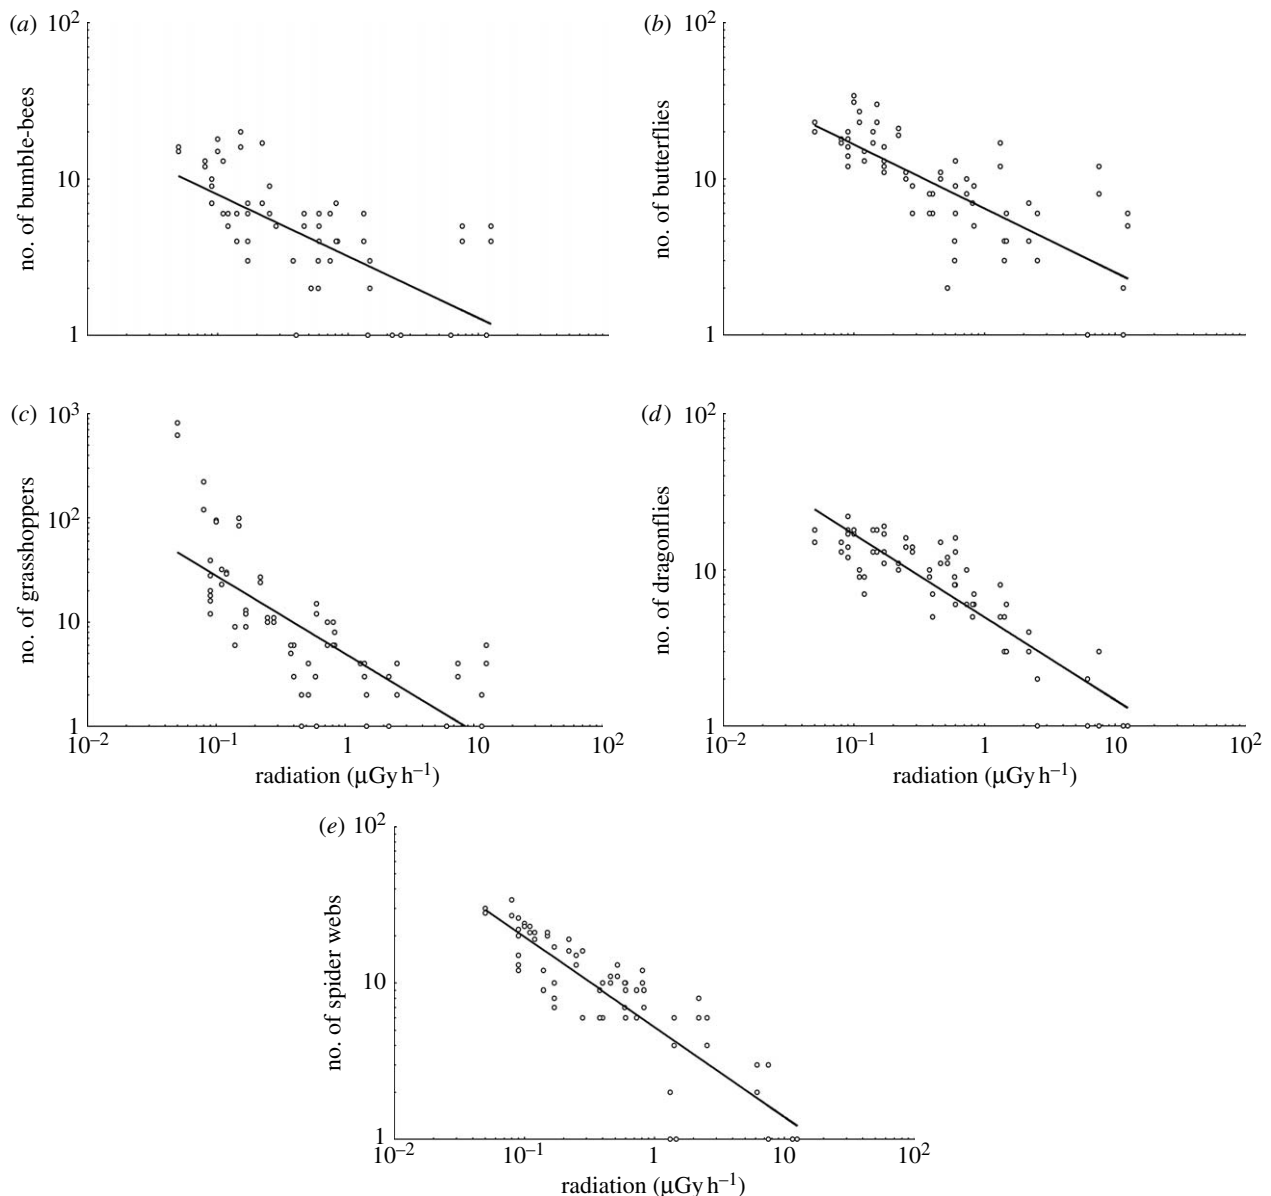 (a) 10²
no. of bumble-bees
10
1
(b) 10²
no. of butterflies
10
1
(c) 10³
no. of grasshoppers
10²
10
1
10⁻² 10⁻¹ 1 10 10²
radiation (μGy h⁻¹)
(d) 10²
no. of dragonflies
10
1
10⁻² 10⁻¹ 1 10 10²
radiation (μGy h⁻¹)
(e) 10²
no. of spider webs
10
1
10⁻² 10⁻¹ 1 10 10²
radiation (μGy h⁻¹)